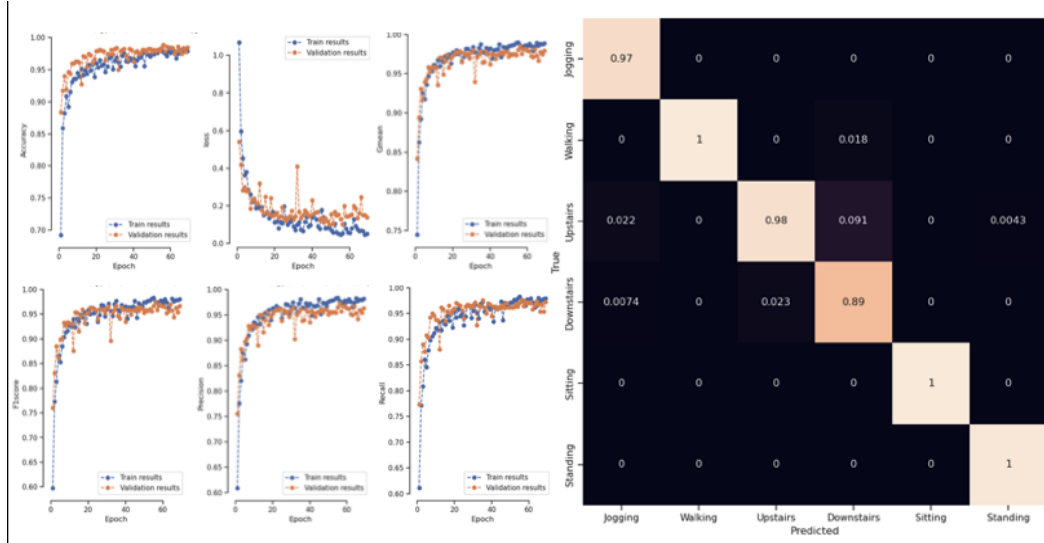 1.00
0.95
0.90
0.85
0.80
0.75
0.70
Accuracy
Train results
Validation results
0 20 40 60
Epoch
1.0
0.8
0.6
0.4
0.2
0.0
loss
Train results
Validation results
0 20 40 60
Epoch
1.00
0.95
0.90
0.85
0.80
0.75
Gmean
Train results
Validation results
0 20 40 60
Epoch
1.00
0.95
0.90
0.85
0.80
0.75
0.70
0.65
0.60
F1score
Train results
Validation results
0 20 40 60
Epoch
1.00
0.95
0.90
0.85
0.80
0.75
0.70
0.65
0.60
Precision
Train results
Validation results
0 20 40 60
Epoch
1.00
0.95
0.90
0.85
0.80
0.75
0.70
0.65
0.60
Recall
Train results
Validation results
0 20 40 60
Epoch
True
Jogging 0.97 0 0 0 0 0
Walking 0 1 0 0.018 0 0
Upstairs 0.022 0 0.98 0.091 0 0.0043
Downstairs 0.0074 0 0.023 0.89 0 0
Sitting 0 0 0 0 1 0
Standing 0 0 0 0 0 1
Jogging Walking Upstairs Downstairs Sitting Standing
Predicted